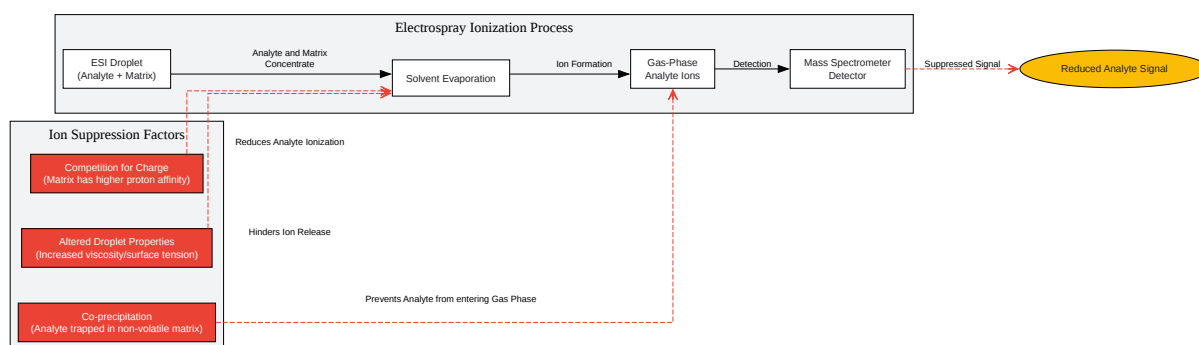 Electrospray Ionization Process
ESI Droplet
(Analyte + Matrix)
Analyte and Matrix
Concentrate
Solvent Evaporation
Ion Formation
Gas-Phase
Analyte Ions
Detection
Mass Spectrometer
Detector
Suppressed Signal
Reduced Analyte Signal
Ion Suppression Factors
Reduces Analyte Ionization
Competition for Charge
(Matrix has higher proton affinity)
Hinders Ion Release
Altered Droplet Properties
(Increased viscosity/surface tension)
Prevents Analyte from entering Gas Phase
Co-precipitation
(Analyte trapped in non-volatile matrix)